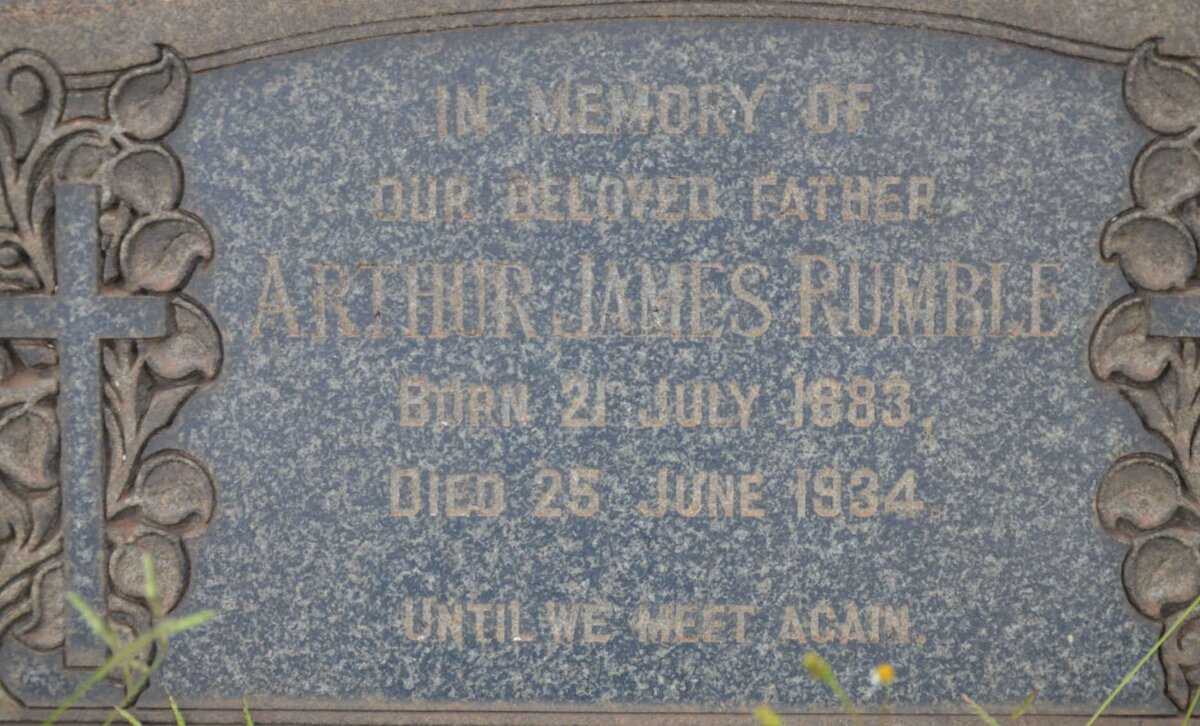 IN MEMORY OF
OUR BELOVED FATHER
ARTHUR JAMES RUMBLE
BORN 21 JULY 1883,
DIED 25 JUNE 1934.
UNTIL WE MEET AGAIN.